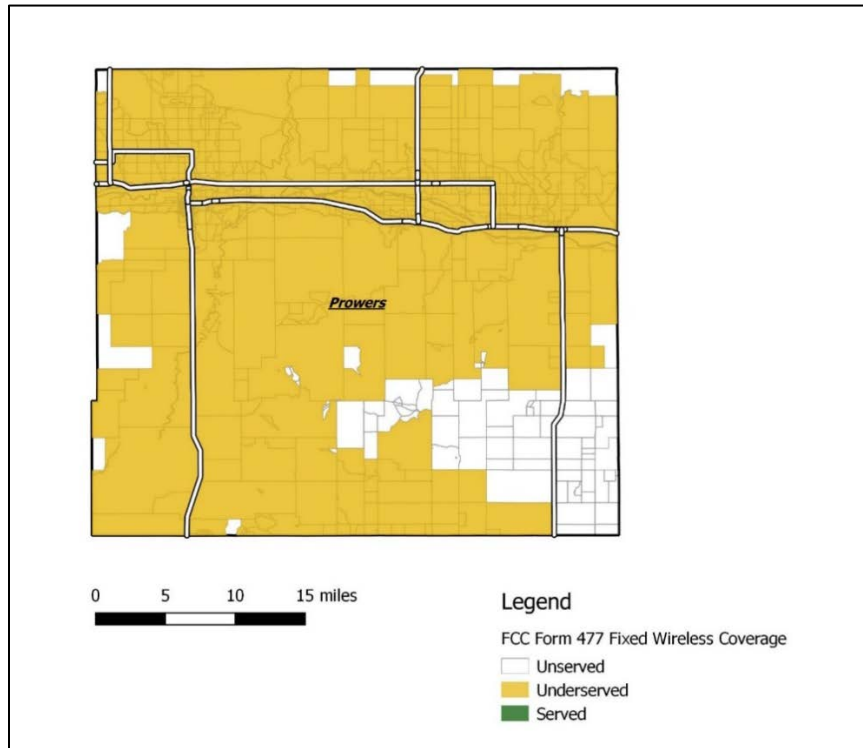 Prowers
0 5 10 15 miles
Legend
FCC Form 477 Fixed Wireless Coverage
Unserved
Underserved
Served